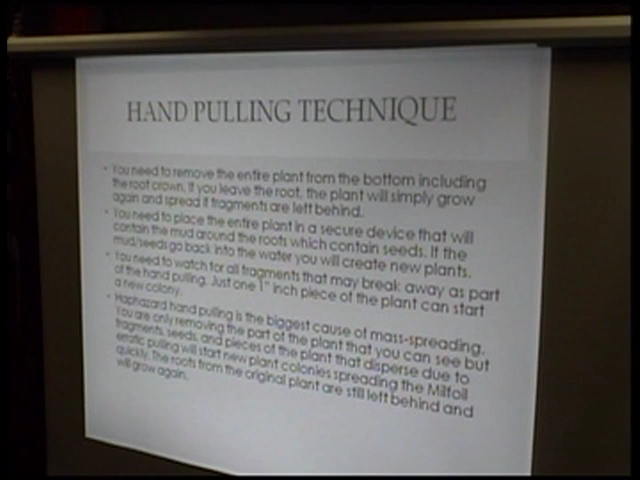 HAND PULLING TECHNIQUE
• You need to remove the entire plant from the bottom including
the root crown. If you leave the root, the plant will simply grow
again and spread if fragments are left behind.
• You need to place the entire plant in a secure device that will
contain the mud around the roots which contain seeds. If the
mud/seeds go back into the water you will create new plants.
• You need to watch for all fragments that may break away as part
of the hand pulling. Just one 1" inch piece of the plant can start
a new colony.
• Haphazard hand pulling is the biggest cause of mass-spreading.
You are only removing the part of the plant that you can see but
fragments, seeds, and pieces of the plant that disperse due to
erratic pulling will start new plant colonies spreading the Milfoil
quickly. The roots from the original plant are still left behind and
will grow again.